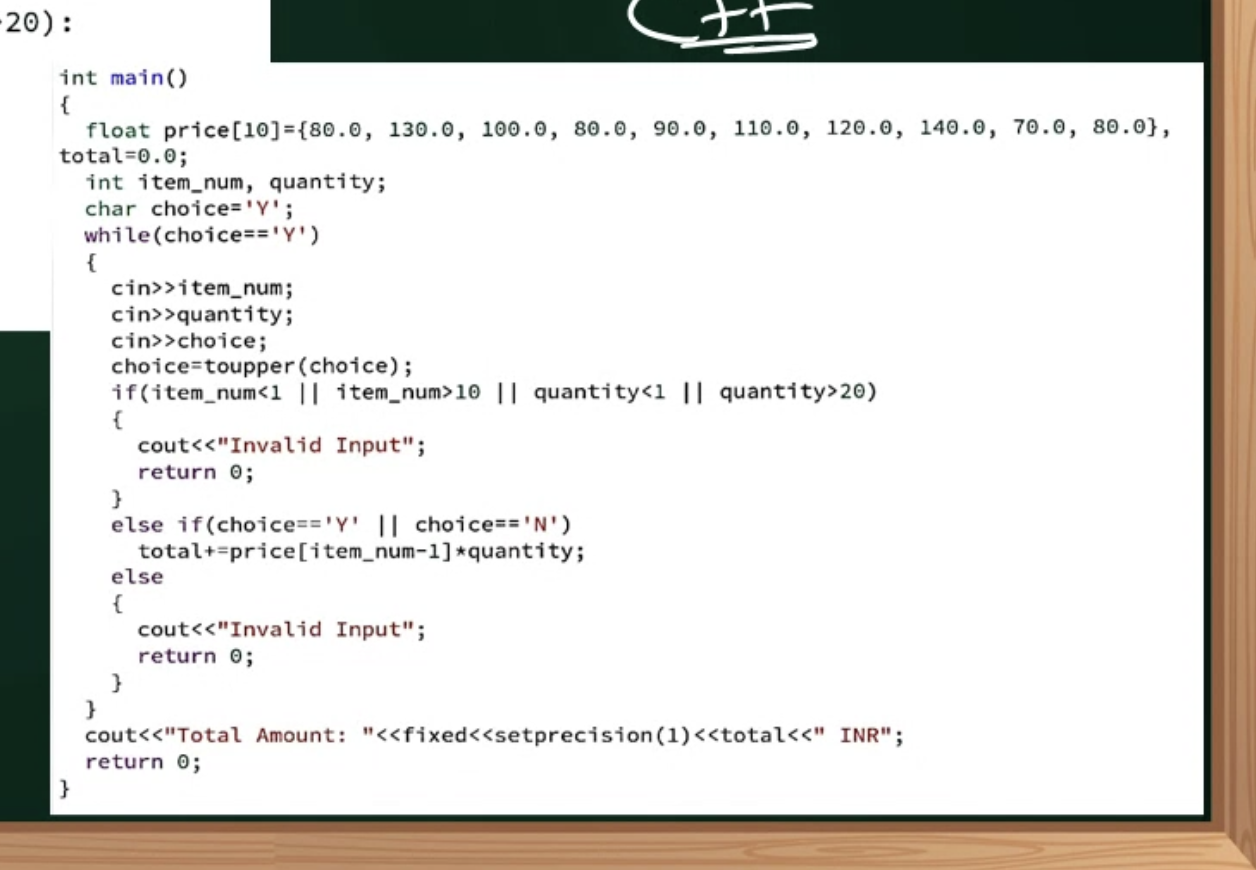 20):
C++
int main()
{
float price[10]={80.0, 130.0, 100.0, 80.0, 90.0, 110.0, 120.0, 140.0, 70.0, 80.0},
total=0.0;
int item_num, quantity;
char choice='Y';
while(choice=='Y')
{
cin>>item_num;
cin>>quantity;
cin>>choice;
choice=toupper(choice);
if(item_num<1 || item_num>10 || quantity<1 || quantity>20)
{
cout<<"Invalid Input";
return 0;
}
else if(choice=='Y' || choice=='N')
total+=price[item_num-1]*quantity;
else
{
cout<<"Invalid Input";
return 0;
}
}
cout<<"Total Amount: "<<fixed<<setprecision(1)<<total<<" INR";
return 0;
}